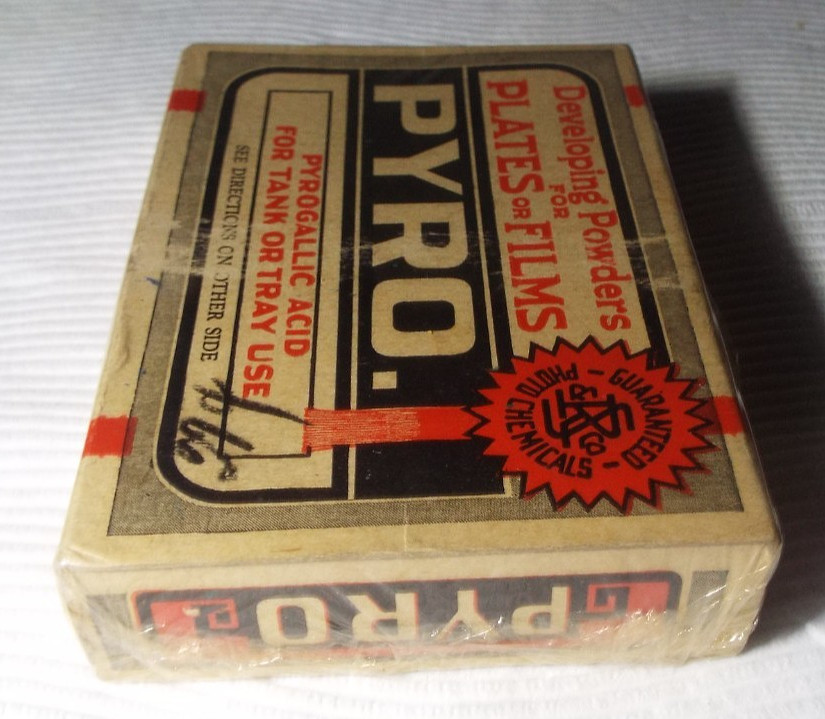 Developing Powders
FOR
PLATES OR FILMS
PYRO.
PYROGALLIC ACID
FOR TANK OR TRAY USE
SEE DIRECTIONS ON OTHER SIDE
GUARANTEED
& Co
PHOTO CHEMICALS
PYRO